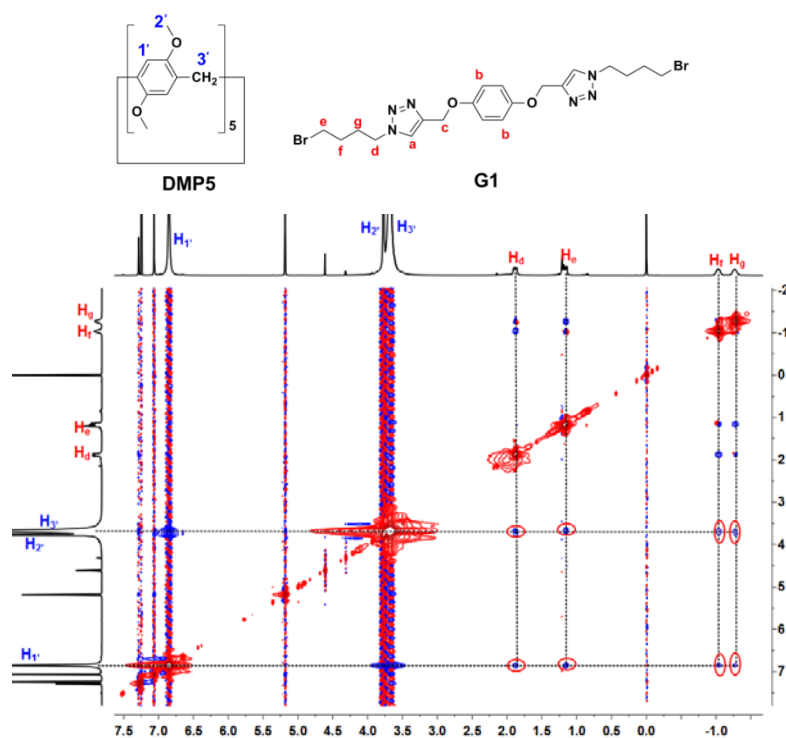 2′
O
1′
3′
CH₂
O
5
DMP5
b
O
O
b
c
N
N
N
a
N
N
N
Br
Br
e
f
g
d
G1
H1'
H2'
H3'
Hd
He
Hf
Hg
Hg
Hf
He
Hd
H3'
H2'
H1'
-2
-1
0
1
2
3
4
5
6
7
7.5 7.0 6.5 6.0 5.5 5.0 4.5 4.0 3.5 3.0 2.5 2.0 1.5 1.0 0.5 0.0 -1.0